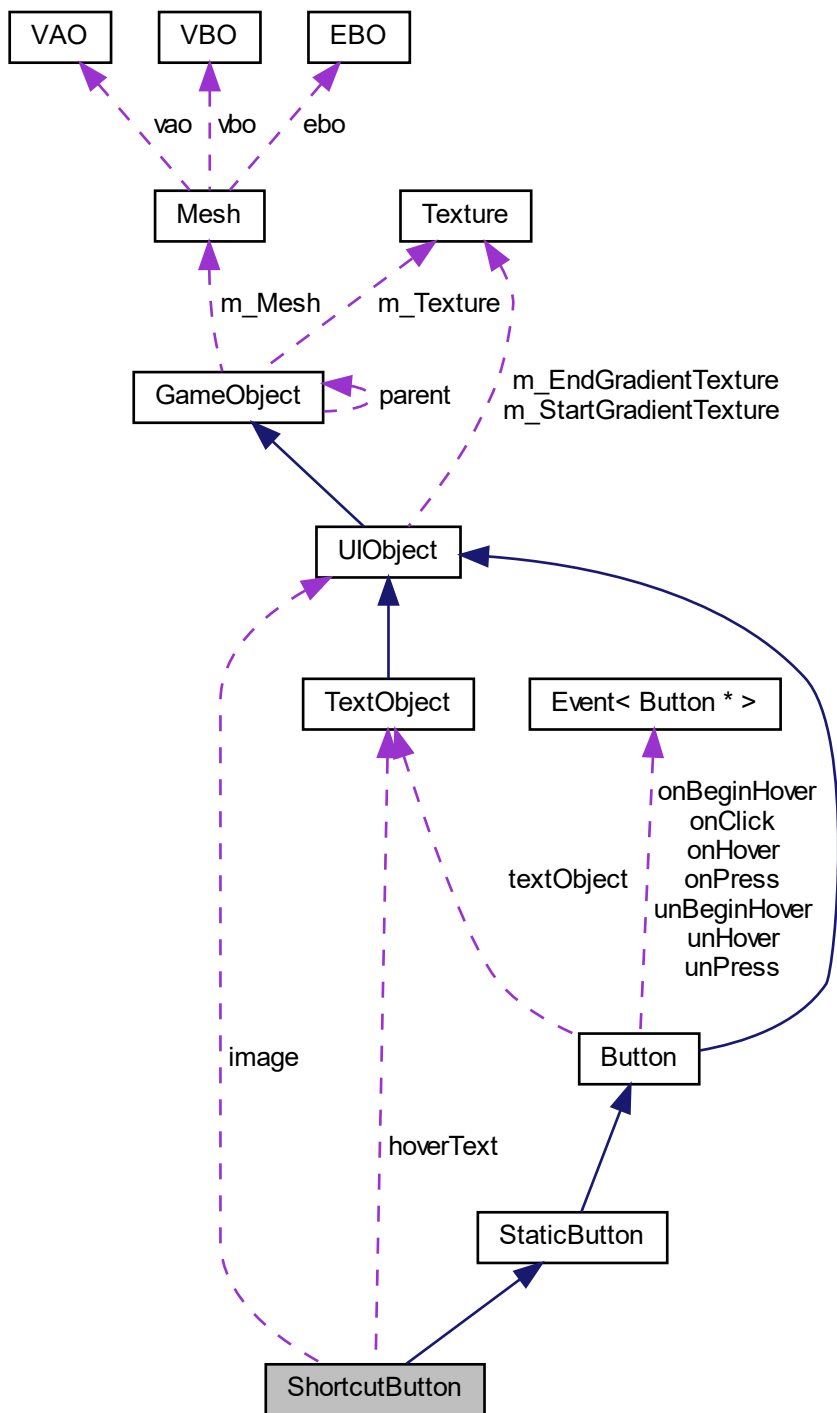 VAO
VBO
EBO
vao
vbo
ebo
Mesh
Texture
m_Mesh
m_Texture
GameObject
parent
m_EndGradientTexture
m_StartGradientTexture
UIObject
TextObject
Event< Button * >
onBeginHover
onClick
onHover
onPress
unBeginHover
unHover
unPress
textObject
image
Button
hoverText
StaticButton
ShortcutButton